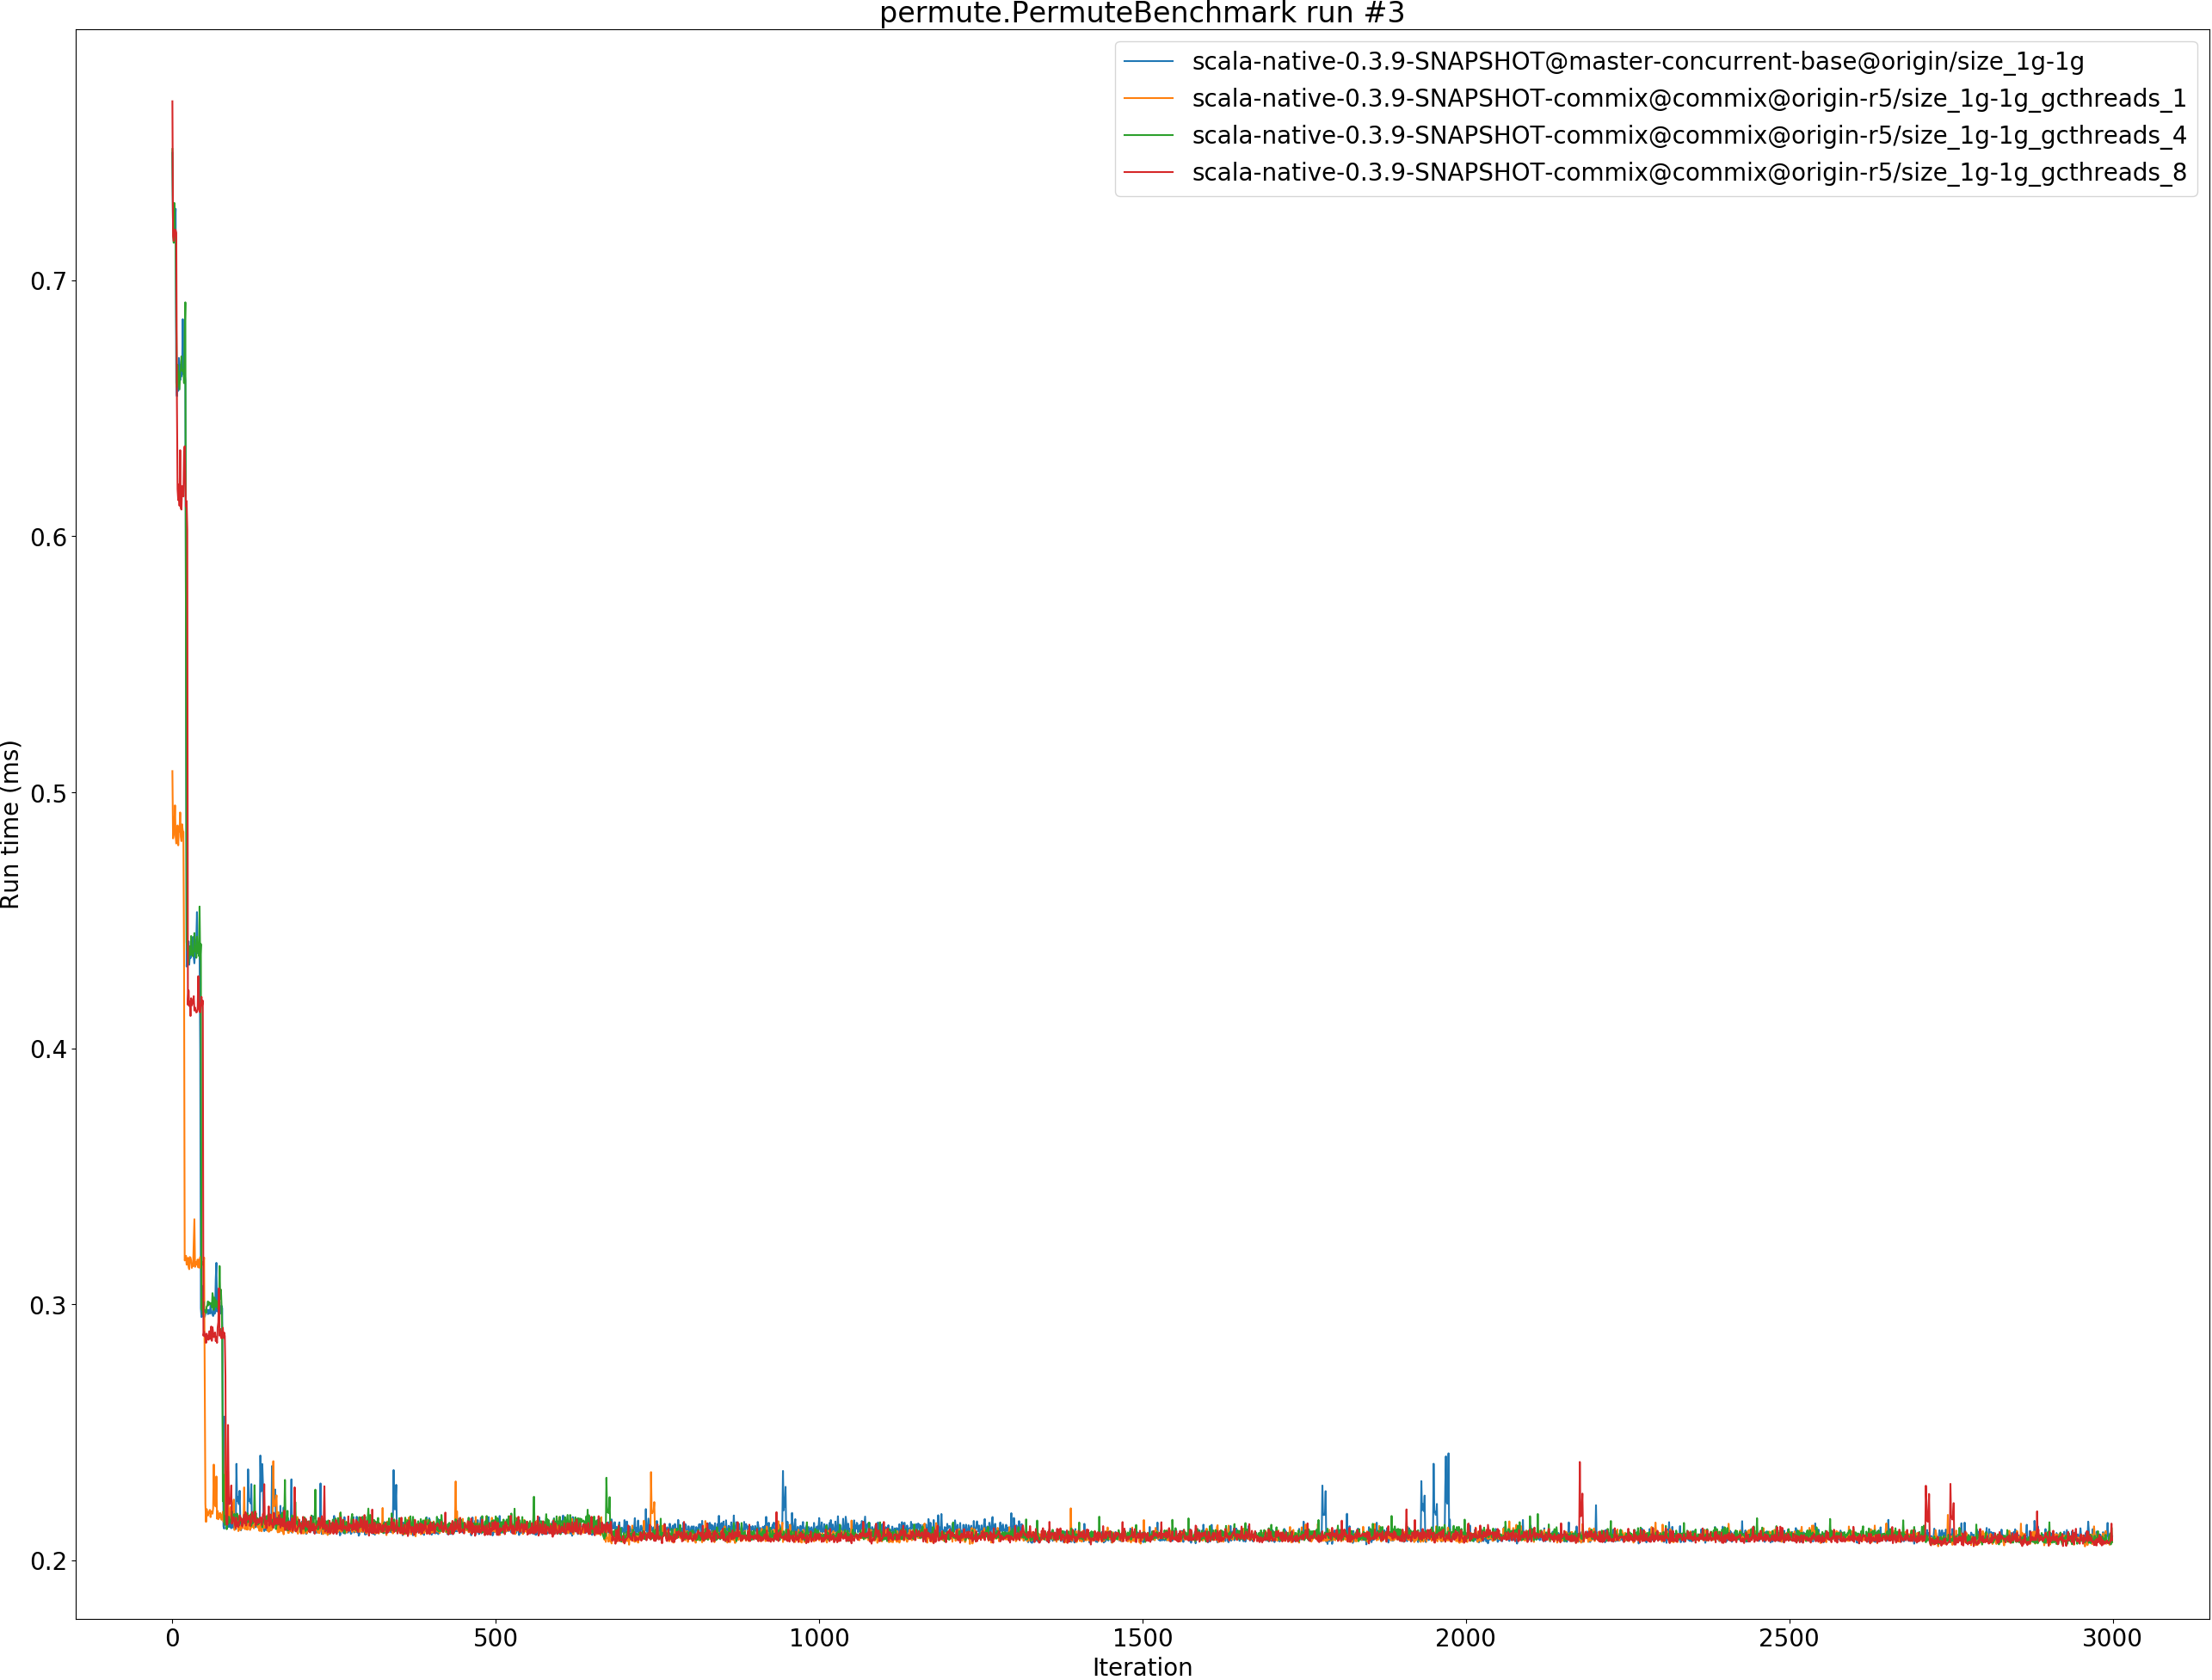 permute.PermuteBenchmark run #3
scala-native-0.3.9-SNAPSHOT@master-concurrent-base@origin/size_1g-1g
scala-native-0.3.9-SNAPSHOT-commix@commix@origin-r5/size_1g-1g_gcthreads_1
scala-native-0.3.9-SNAPSHOT-commix@commix@origin-r5/size_1g-1g_gcthreads_4
scala-native-0.3.9-SNAPSHOT-commix@commix@origin-r5/size_1g-1g_gcthreads_8
0.7
0.6
0.5
0.4
0.3
0.2
Run time (ms)
0 500 1000 1500 2000 2500 3000
Iteration